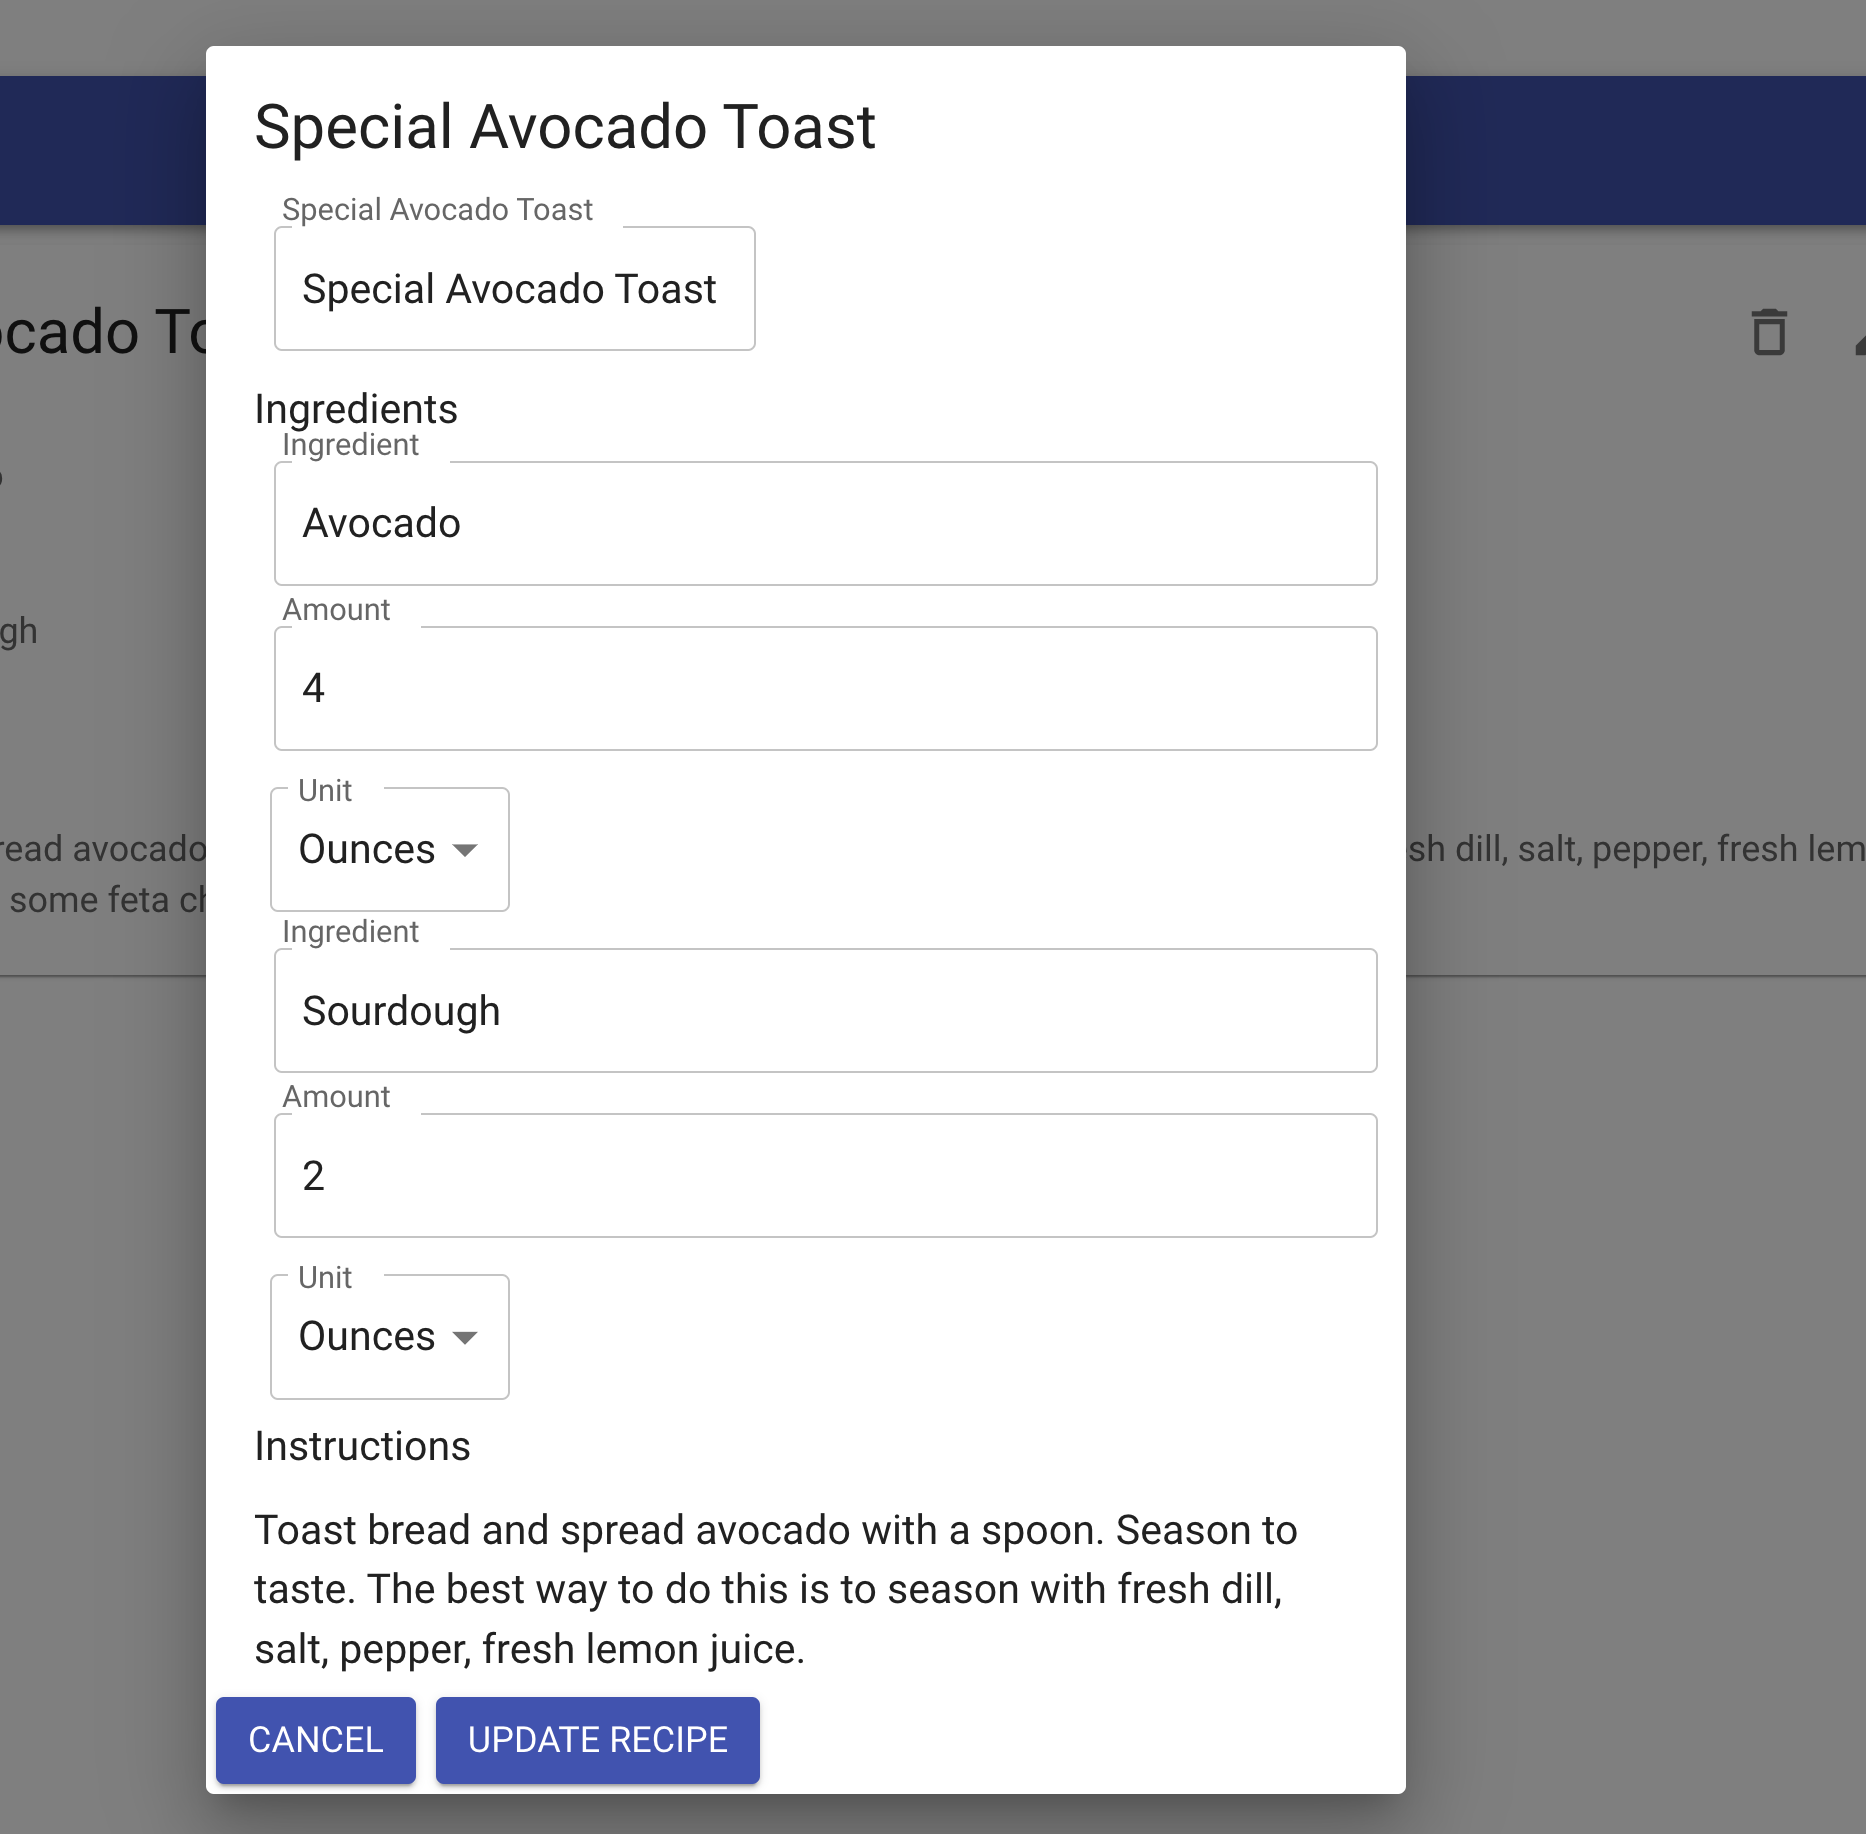 Special Avocado Toast
Special Avocado Toast
Special Avocado Toast
Ingredients
Ingredient
Avocado
Amount
4
Unit
Ounces
Ingredient
Sourdough
Amount
2
Unit
Ounces
Instructions
Toast bread and spread avocado with a spoon. Season to
taste. The best way to do this is to season with fresh dill,
salt, pepper, fresh lemon juice.
CANCEL
UPDATE RECIPE
cado To
gh
read avocado
sh dill, salt, pepper, fresh lem
some feta ch